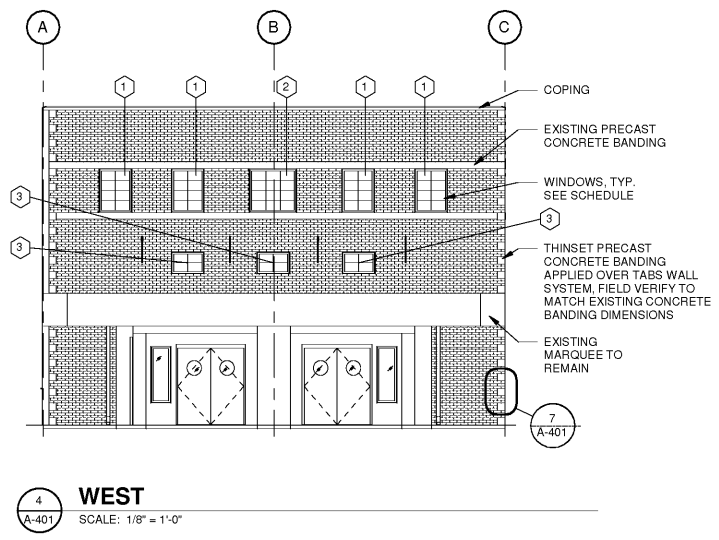 A B C
1 1 2 1 1
COPING
EXISTING PRECAST
CONCRETE BANDING
WINDOWS, TYP.
SEE SCHEDULE
3
3
3
THINSET PRECAST
CONCRETE BANDING
APPLIED OVER TABS WALL
SYSTEM, FIELD VERIFY TO
MATCH EXISTING CONCRETE
BANDING DIMENSIONS
EXISTING
MARQUEE TO
REMAIN
7
A-401
4
A-401
WEST
SCALE: 1/8" = 1'-0"